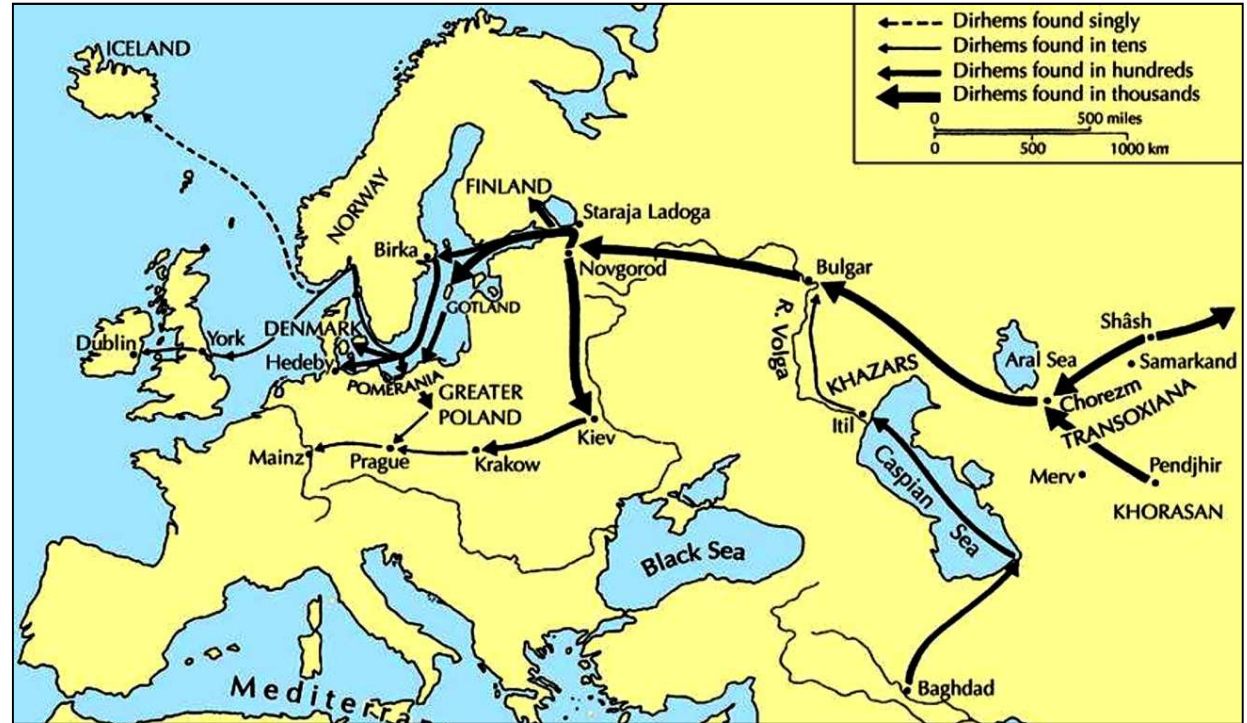 Dirhems found singly
Dirhems found in tens
Dirhems found in hundreds
Dirhems found in thousands
0 500 miles
0 500 1000 km
ICELAND
NORWAY
FINLAND
Staraja Ladoga
Birka
Novgorod
Bulgar
GOTLAND
R. Volga
DENMARK
Dublin
York
Hedeby
POMERANIA
GREATER
POLAND
KHAZARS
Aral Sea
Shâsh
Samarkand
Chorezm
TRANSOXIANA
Itil
Kiev
Mainz
Prague
Krakow
Merv
Pendjhir
KHORASAN
Caspian
Sea
Black Sea
Baghdad
Mediterra